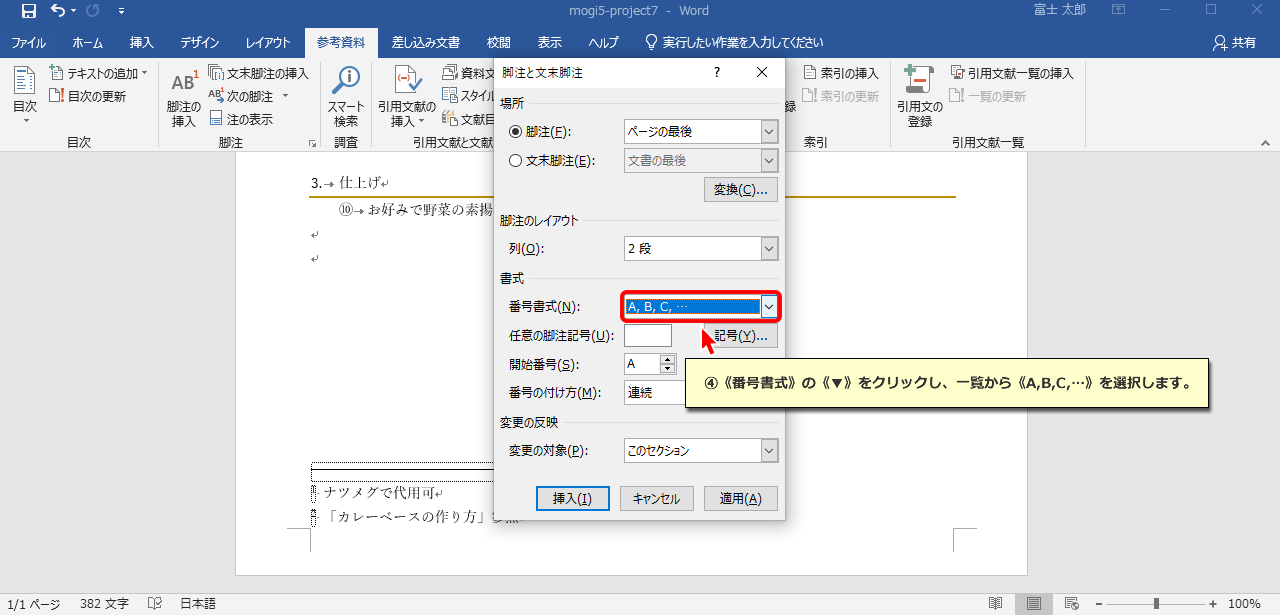 mogi5-project7 - Word
富士 太郎
ファイル ホーム 挿入 デザイン レイアウト 参考資料 差し込み文書 校閲 表示 ヘルプ 実行したい作業を入力してください 共有
目次
テキストの追加
目次の更新
目次
AB1
脚注の
挿入
文末脚注の挿入
次の脚注
注の表示
脚注
スマート
検索
調査
引用文献の
挿入
資料文
スタイル
文献目
引用文献と文献
録
索引の挿入
索引の更新
索引
引用文の
登録
引用文献一覧の挿入
一覧の更新
引用文献一覧
脚注と文末脚注 ?
場所
脚注(F): ページの最後
文末脚注(E): 文書の最後
変換(C)...
脚注のレイアウト
列(O): 2 段
書式
番号書式(N): A, B, C, …
任意の脚注記号(U): 記号(Y)...
開始番号(S): A
番号の付け方(M): 連続
変更の反映
変更の対象(P): このセクション
挿入(I) キャンセル 適用(A)
④《番号書式》の《▼》をクリックし、一覧から《A,B,C,…》を選択します。
3.→ 仕上げ
⑩→お好みで野菜の素揚
ナツメグで代用可
「カレーベースの作り方」参照
1/1 ページ 382 文字 日本語 100%